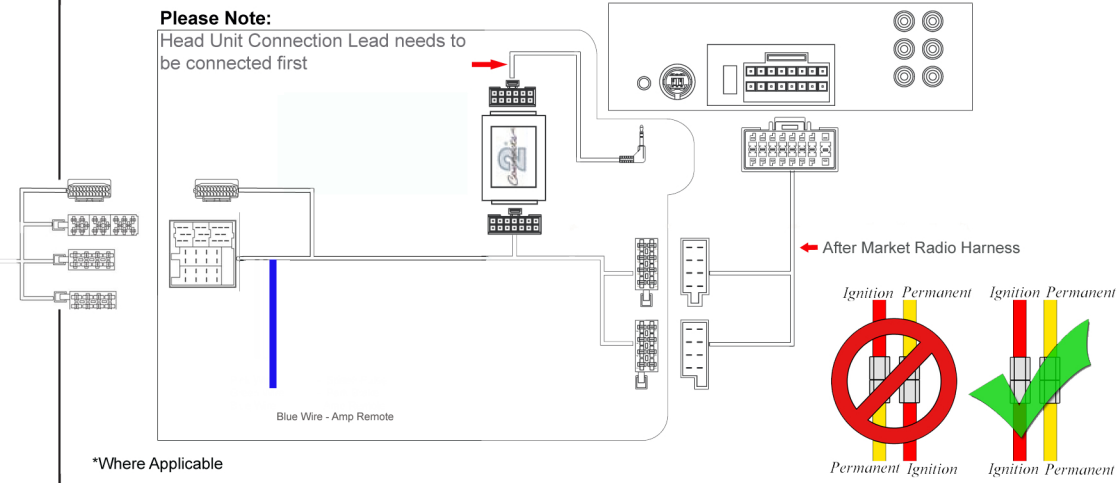 Please Note:
Head Unit Connection Lead needs to
be connected first
Connects2
After Market Radio Harness
Ignition Permanent
Ignition Permanent
Blue Wire - Amp Remote
*Where Applicable
Permanent Ignition
Ignition Permanent